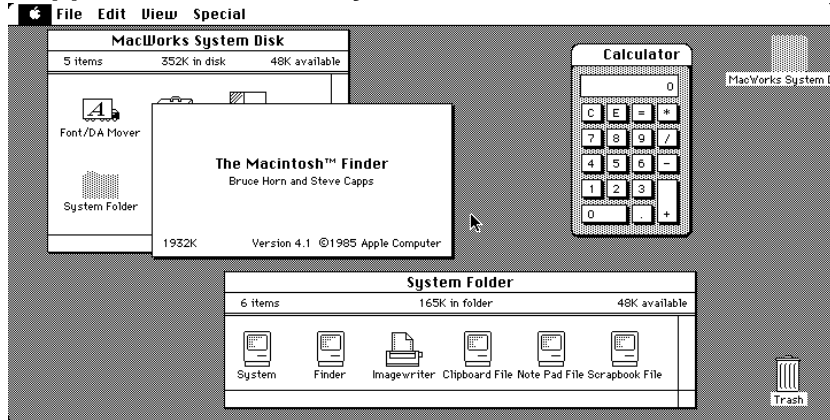 File Edit View Special
MacWorks System Disk
5 items 352K in disk 48K available
Font/DA Mover
System Folder
The Macintosh™ Finder
Bruce Horn and Steve Capps
1932K Version 4.1 ©1985 Apple Computer
Calculator
0
C E = *
7 8 9 /
4 5 6 -
1 2 3
0 . +
MacWorks System D
System Folder
6 items 165K in folder 48K available
System Finder Imagewriter Clipboard File Note Pad File Scrapbook File
Trash